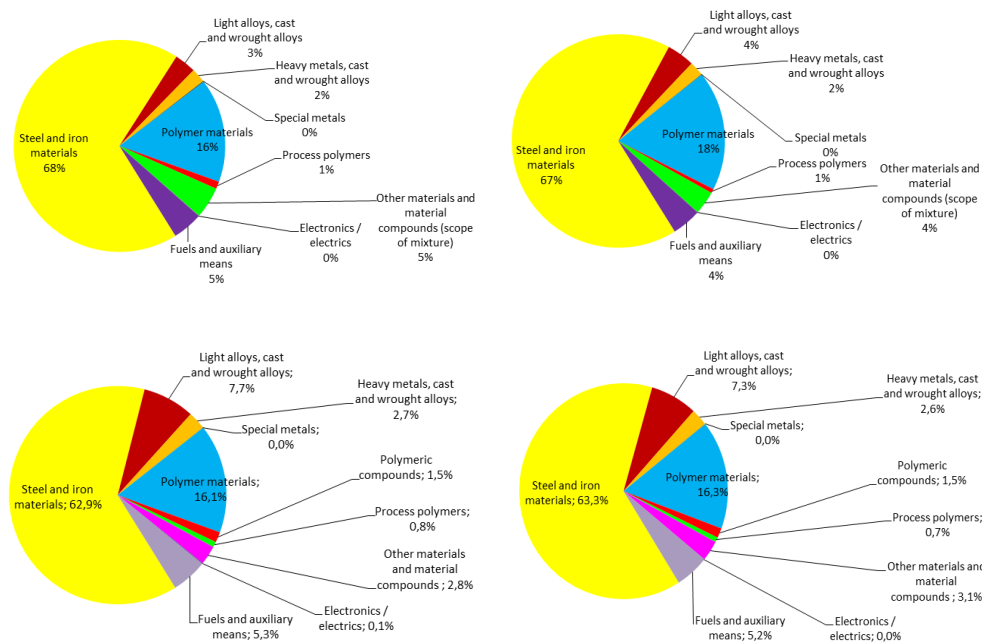 Light alloys, cast
and wrought alloys
3%
Heavy metals, cast
and wrought alloys
2%
Special metals
0%
Polymer materials
16%
Process polymers
1%
Other materials and
material
compounds (scope
of mixture)
5%
Electronics /
electrics
0%
Fuels and auxiliary
means
5%
Steel and iron
materials
68%
Light alloys, cast
and wrought alloys
4%
Heavy metals, cast
and wrought alloys
2%
Special metals
0%
Polymer materials
18%
Process polymers
1%
Other materials and
material
compounds (scope
of mixture)
4%
Electronics /
electrics
0%
Fuels and auxiliary
means
4%
Steel and iron
materials
67%
Light alloys, cast
and wrought alloys;
7,7%
Heavy metals, cast
and wrought alloys;
2,7%
Special metals;
0,0%
Polymer materials;
16,1%
Polymeric
compounds; 1,5%
Process polymers;
0,8%
Other materials
and material
compounds ; 2,8%
Electronics /
electrics; 0,1%
Fuels and auxiliary
means; 5,3%
Steel and iron
materials; 62,9%
Light alloys, cast
and wrought alloys;
7,3%
Heavy metals, cast
and wrought alloys;
2,6%
Special metals;
0,0%
Polymer materials;
16,3%
Polymeric
compounds; 1,5%
Process polymers;
0,7%
Other materials and
material
compounds ; 3,1%
Electronics /
electrics; 0,0%
Fuels and auxiliary
means; 5,2%
Steel and iron
materials; 63,3%